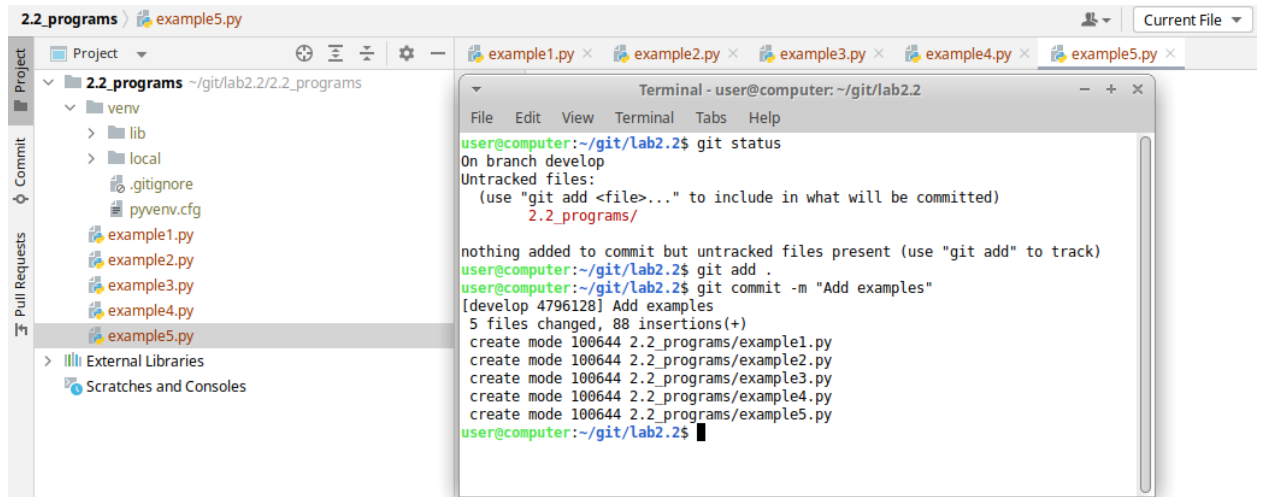 2.2_programs example5.py
Current File
Project
example1.py
example2.py
example3.py
example4.py
example5.py
Project
Commit
Pull Requests
2.2_programs ~/git/lab2.2/2.2_programs
venv
lib
local
.gitignore
pyvenv.cfg
example1.py
example2.py
example3.py
example4.py
example5.py
External Libraries
Scratches and Consoles
Terminal - user@computer: ~/git/lab2.2
File Edit View Terminal Tabs Help
user@computer:~/git/lab2.2$ git status
On branch develop
Untracked files:
  (use "git add <file>..." to include in what will be committed)
        2.2_programs/
nothing added to commit but untracked files present (use "git add" to track)
user@computer:~/git/lab2.2$ git add .
user@computer:~/git/lab2.2$ git commit -m "Add examples"
[develop 4796128] Add examples
 5 files changed, 88 insertions(+)
 create mode 100644 2.2_programs/example1.py
 create mode 100644 2.2_programs/example2.py
 create mode 100644 2.2_programs/example3.py
 create mode 100644 2.2_programs/example4.py
 create mode 100644 2.2_programs/example5.py
user@computer:~/git/lab2.2$